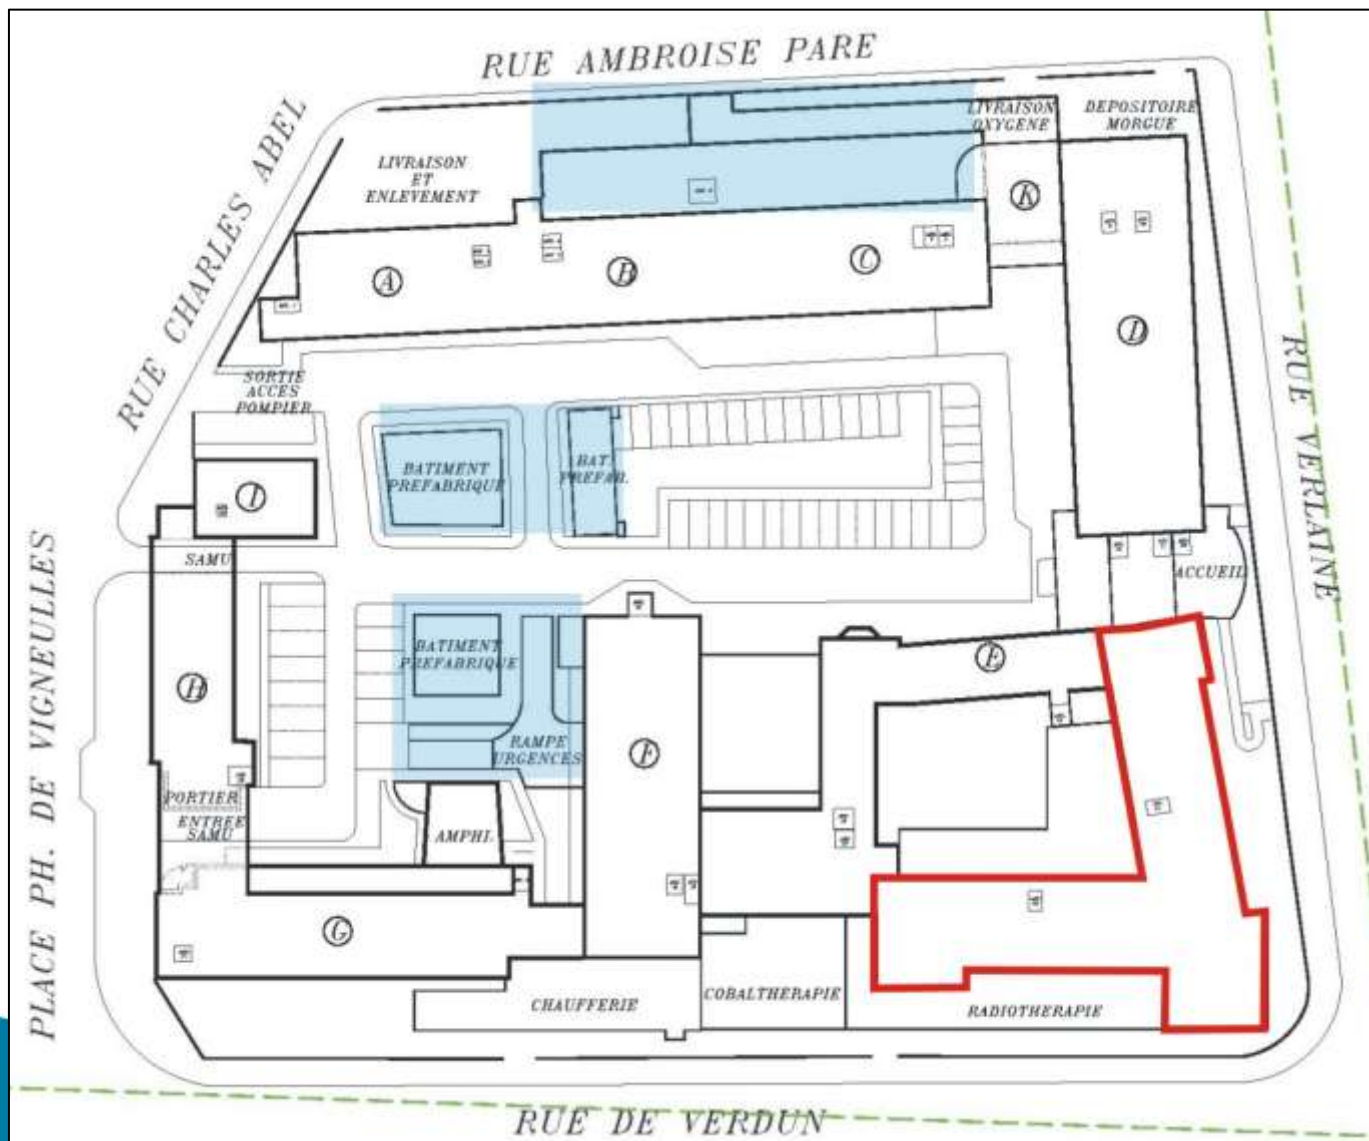 RUE AMBROISE PARE
RUE CHARLES ABEL
LIVRAISON
ET
ENLEVEMENT
LIVRAISON
OXYGENE
DEPOSITOIRE
MORGUE
K
A
B
C
D
RUE VERLAINE
SORTIE
ACCES
POMPIER
BATIMENT
PREFABRIQUE
BAT.
PREFAB.
I
SAMU
ACCUEIL
PLACE PH. DE VIGNEULLES
H
BATIMENT
PREFABRIQUE
E
RAMPE
URGENCES
F
PORTIER
ENTREE
SAMU
AMPHI.
G
CHAUFFERIE
COBALTHERAPIE
RADIOTHERAPIE
RUE DE VERDUN